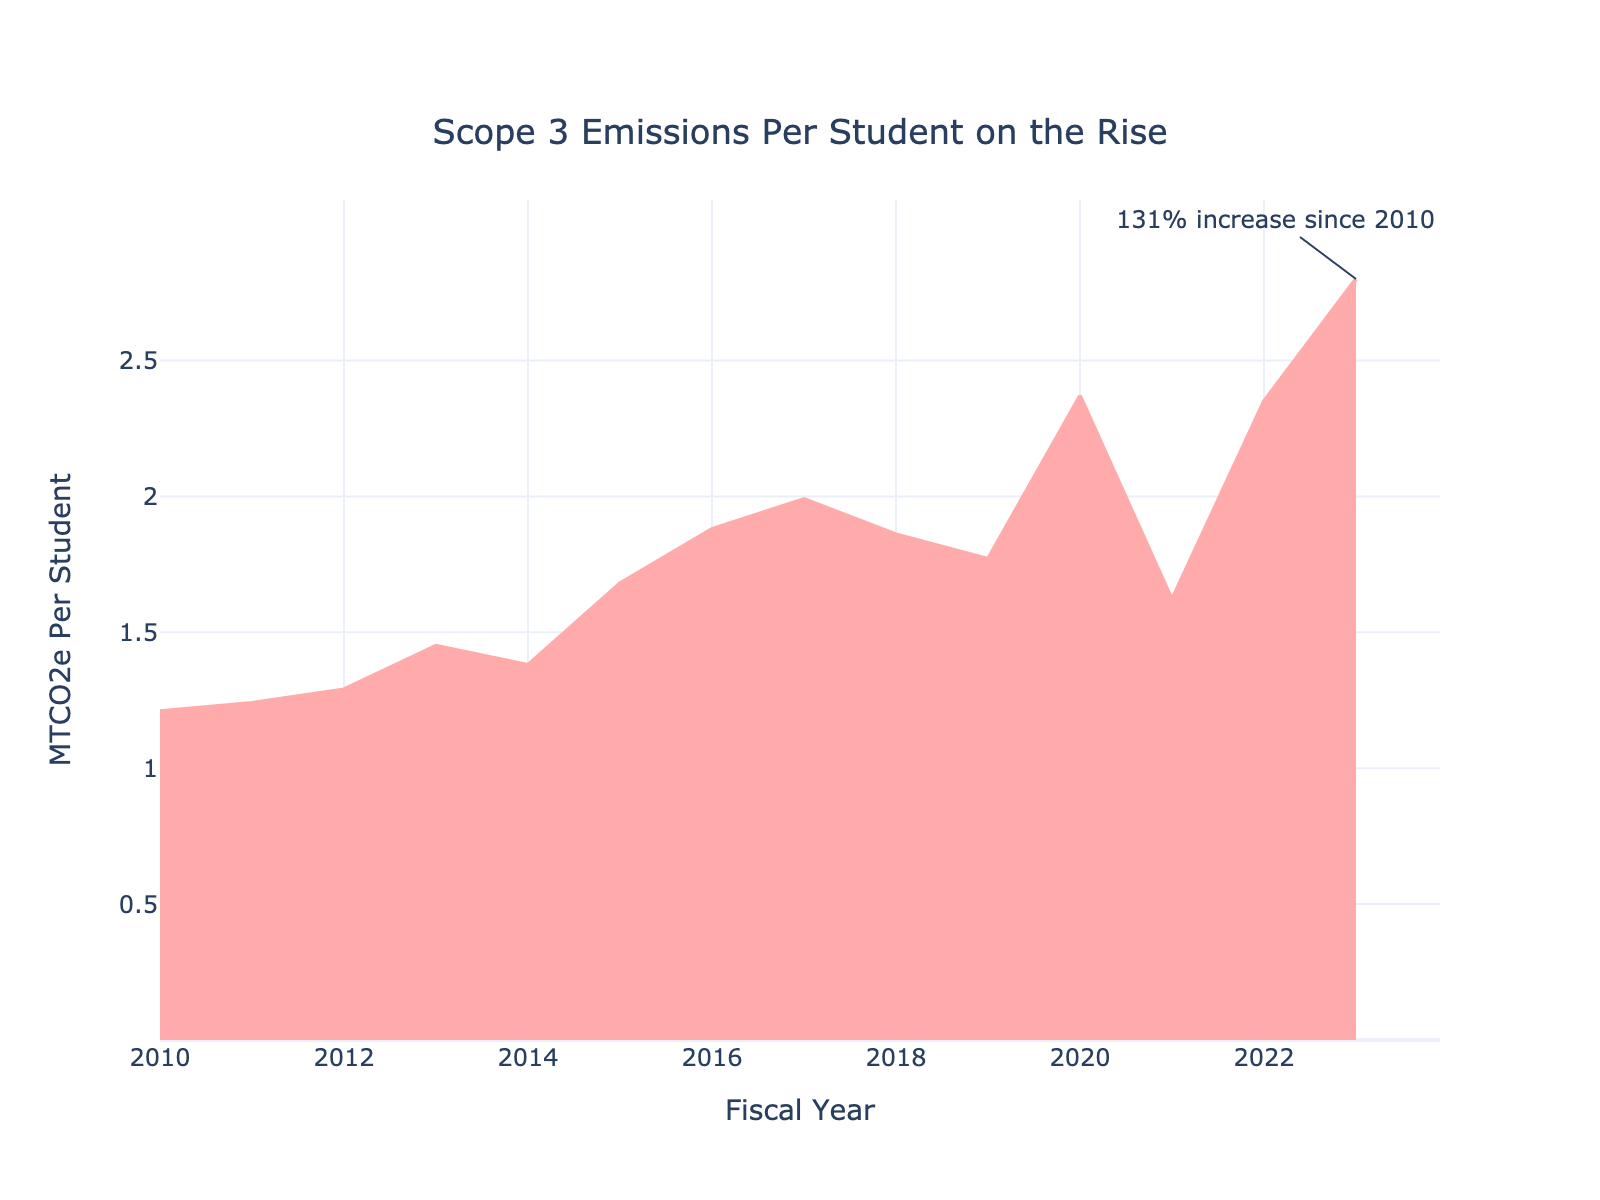 Scope 3 Emissions Per Student on the Rise
131% increase since 2010
MTCO2e Per Student
2.5
2
1.5
1
0.5
2010 2012 2014 2016 2018 2020 2022
Fiscal Year